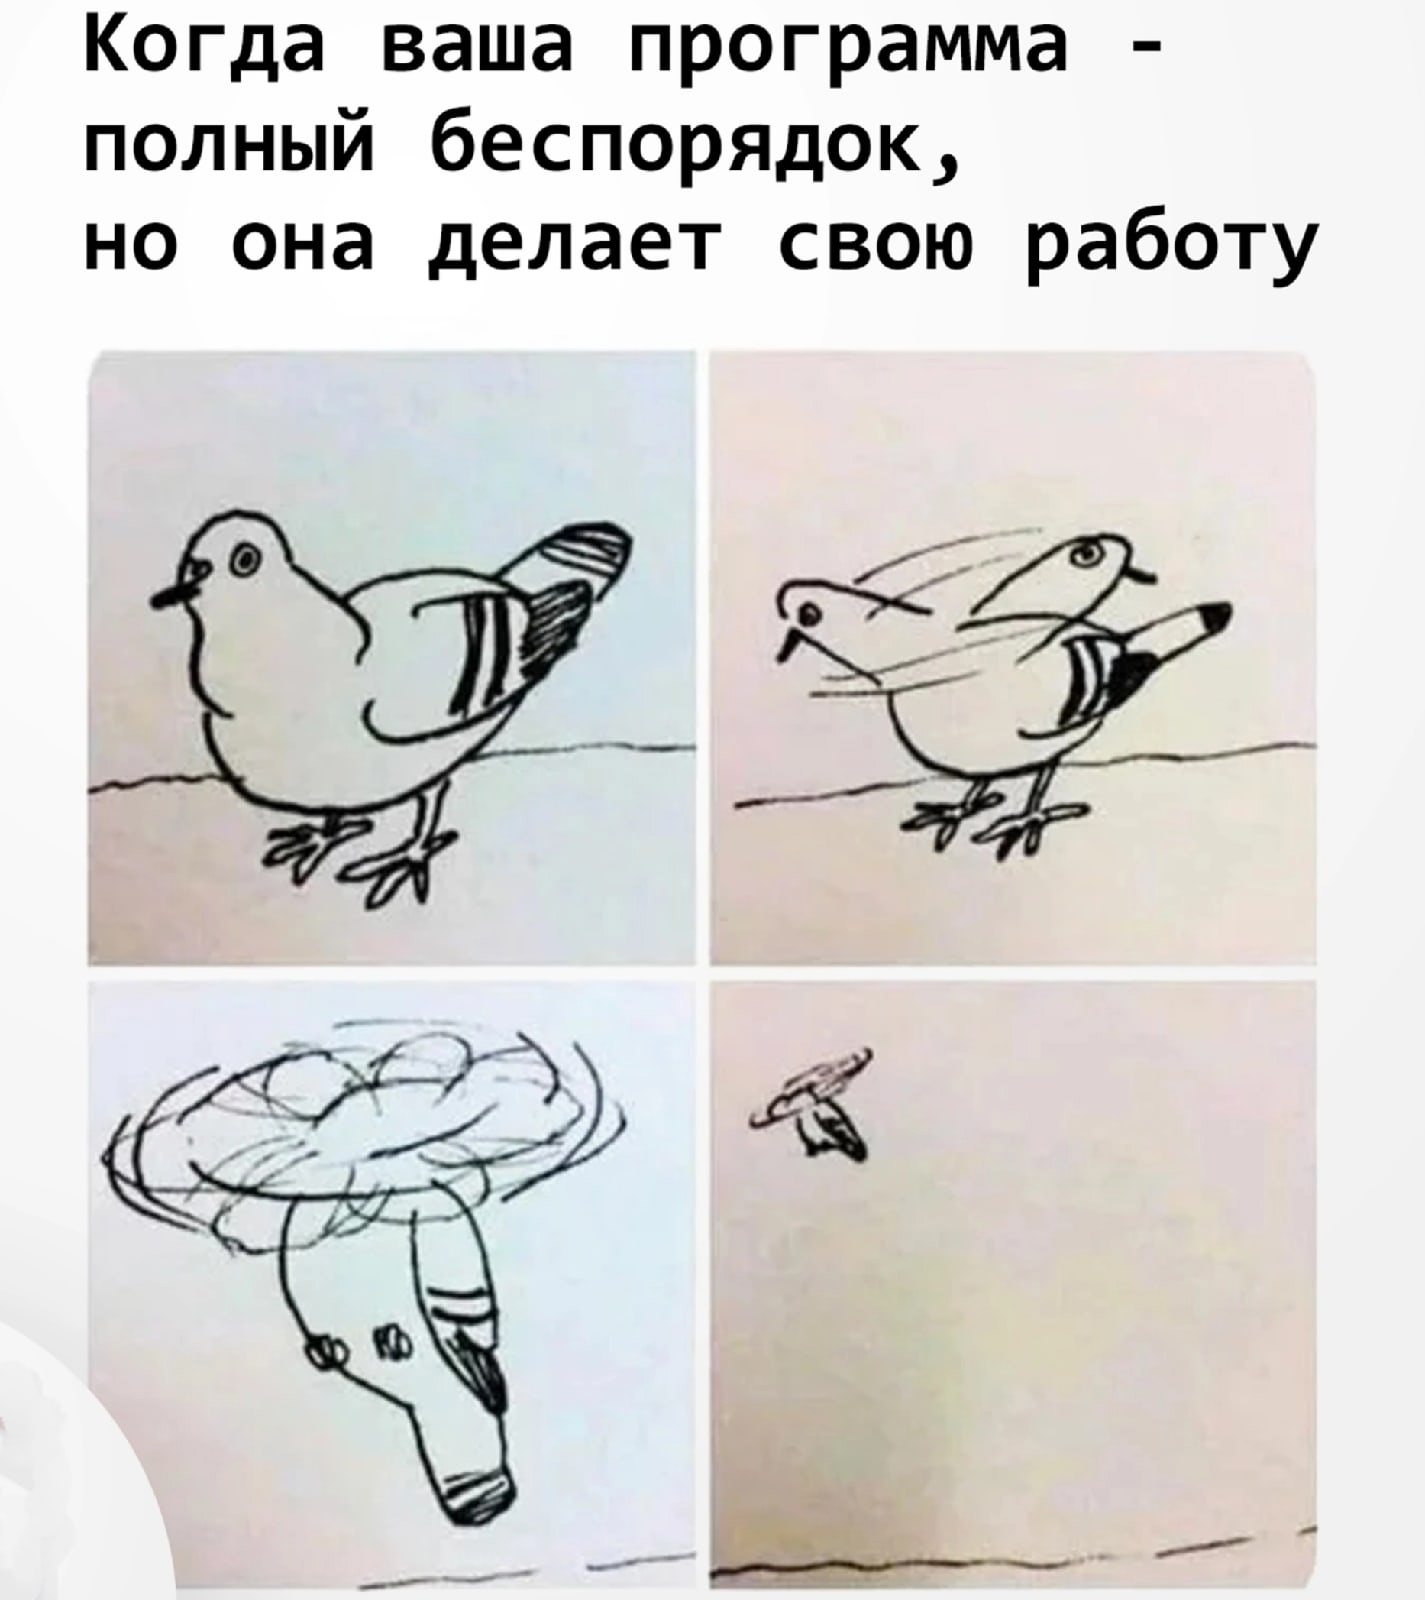 Когда ваша программа -
полный беспорядок,
но она делает свою работу